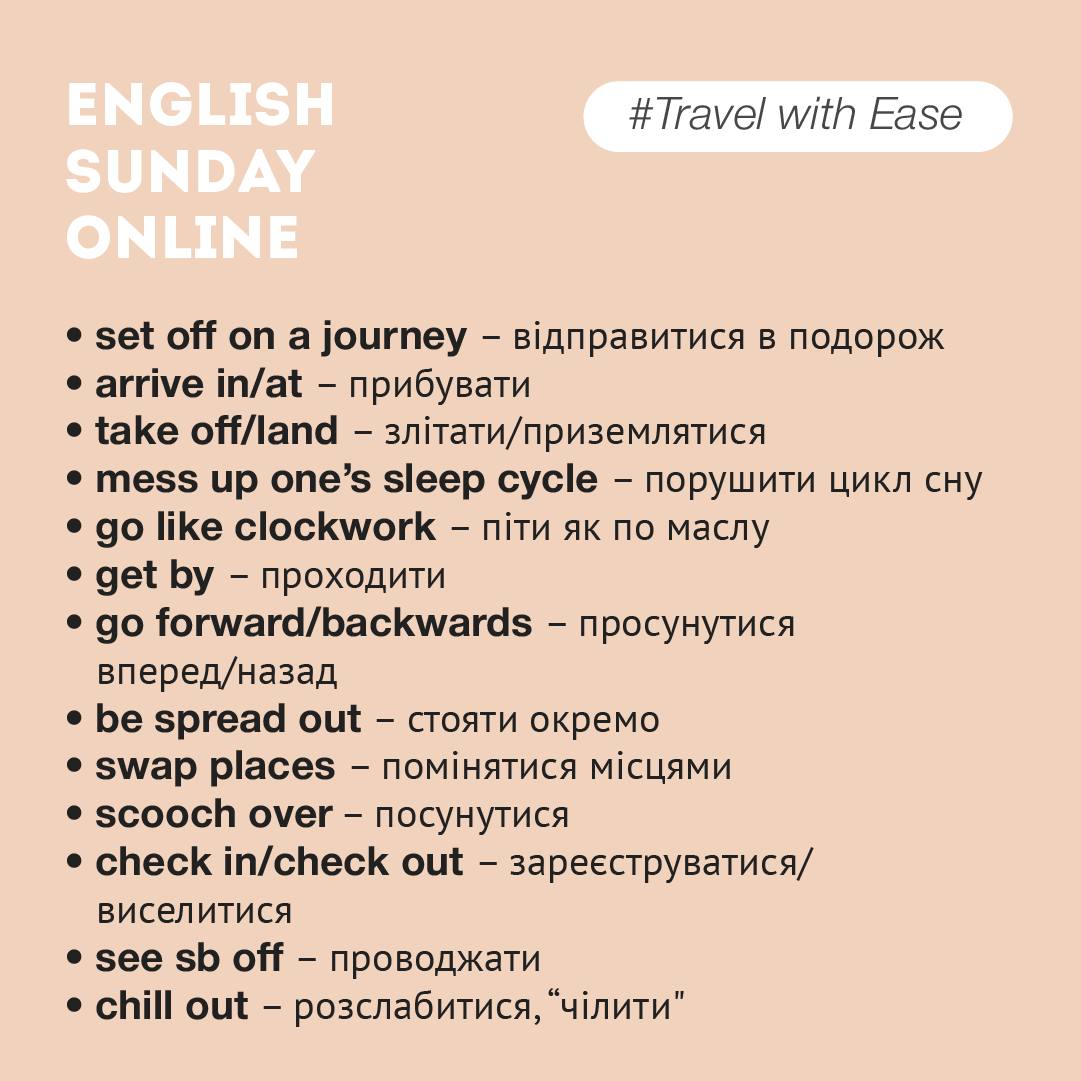 ENGLISH
SUNDAY
ONLINE
#Travel with Ease
• set off on a journey – відправитися в подорож
• arrive in/at – прибувати
• take off/land – злітати/приземлятися
• mess up one’s sleep cycle – порушити цикл сну
• go like clockwork – піти як по маслу
• get by – проходити
• go forward/backwards – просунутися
вперед/назад
• be spread out – стояти окремо
• swap places – помінятися місцями
• scooch over – посунутися
• check in/check out – зареєструватися/
виселитися
• see sb off – проводжати
• chill out – розслабитися, “чілити"